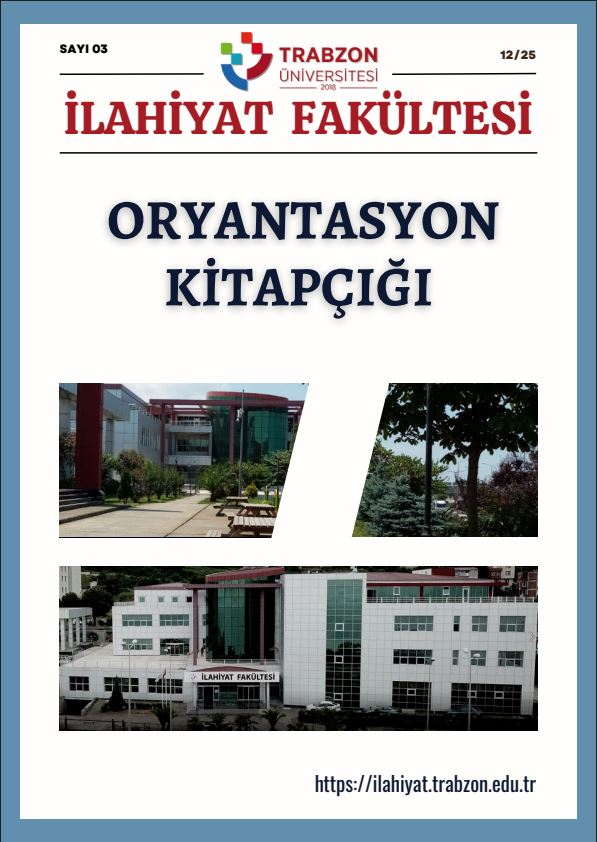 SAYI 03
12/25
TRABZON
ÜNİVERSİTESİ
2018
İLAHİYAT FAKÜLTESİ
ORYANTASYON
KİTAPÇIĞI
İLAHİYAT FAKÜLTESİ
https://ilahiyat.trabzon.edu.tr